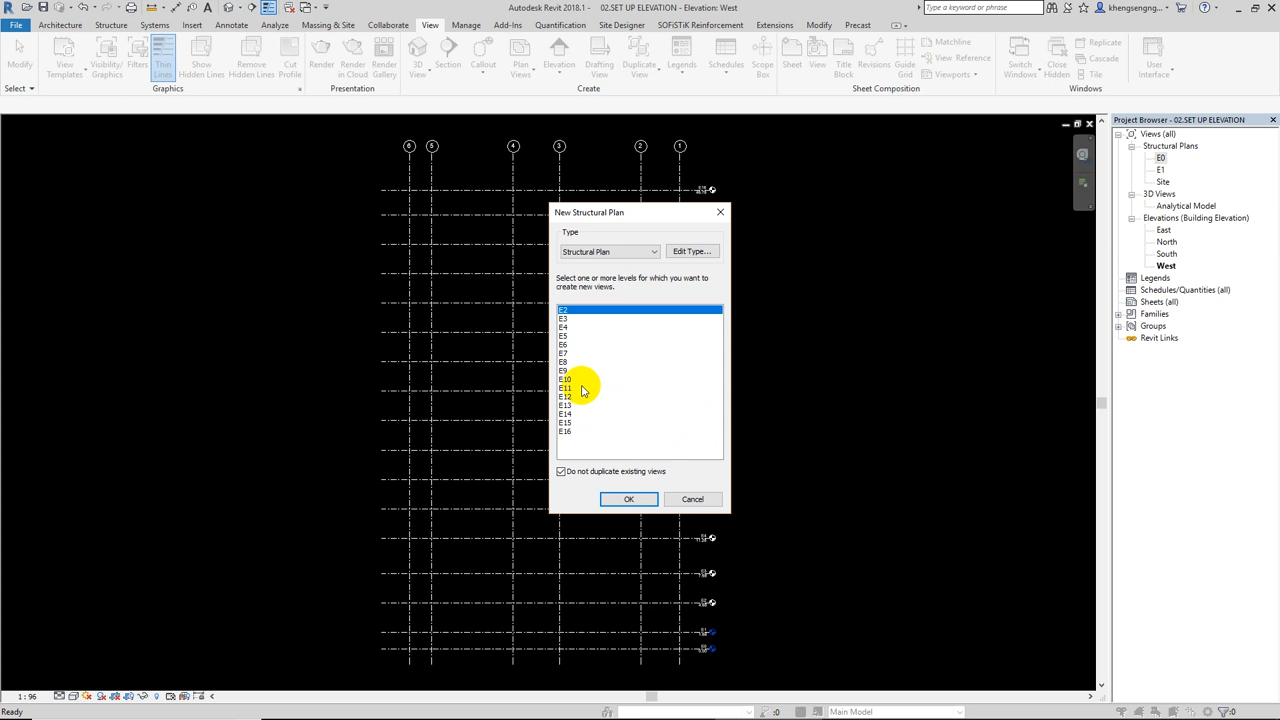 Autodesk Revit 2018.1 - 02.SET UP ELEVATION - Elevation: West
Type a keyword or phrase
khengsengng...
File Architecture Structure Systems Insert Annotate Analyze Massing & Site Collaborate View Manage Add-Ins Quantification Site Designer SOFiSTiK Reinforcement Extensions Modify Precast
Modify
View Templates
Visibility/ Graphics
Filters
Thin Lines
Show Hidden Lines
Remove Hidden Lines
Cut Profile
Render
Render in Cloud
Render Gallery
3D View
Section
Callout
Plan Views
Elevation
Drafting View
Duplicate View
Legends
Schedules
Scope Box
Sheet
View
Title Block
Revisions
Guide Grid
Matchline
View Reference
Viewports
Switch Windows
Close Hidden
Replicate
Cascade
Tile
User Interface
Select
Graphics
Presentation
Create
Sheet Composition
Windows
6 5 4 3 2 1
New Structural Plan
Type
Structural Plan
Edit Type...
Select one or more levels for which you want to
create new views.
E2
E3
E4
E5
E6
E7
E8
E9
E10
E11
E12
E13
E14
E15
E16
Do not duplicate existing views
OK Cancel
Project Browser - 02.SET UP ELEVATION
Views (all)
Structural Plans
E0
E1
Site
3D Views
Analytical Model
Elevations (Building Elevation)
East
North
South
West
Legends
Schedules/Quantities (all)
Sheets (all)
Families
Groups
Revit Links
1 : 96
Ready
:0
Main Model
:0